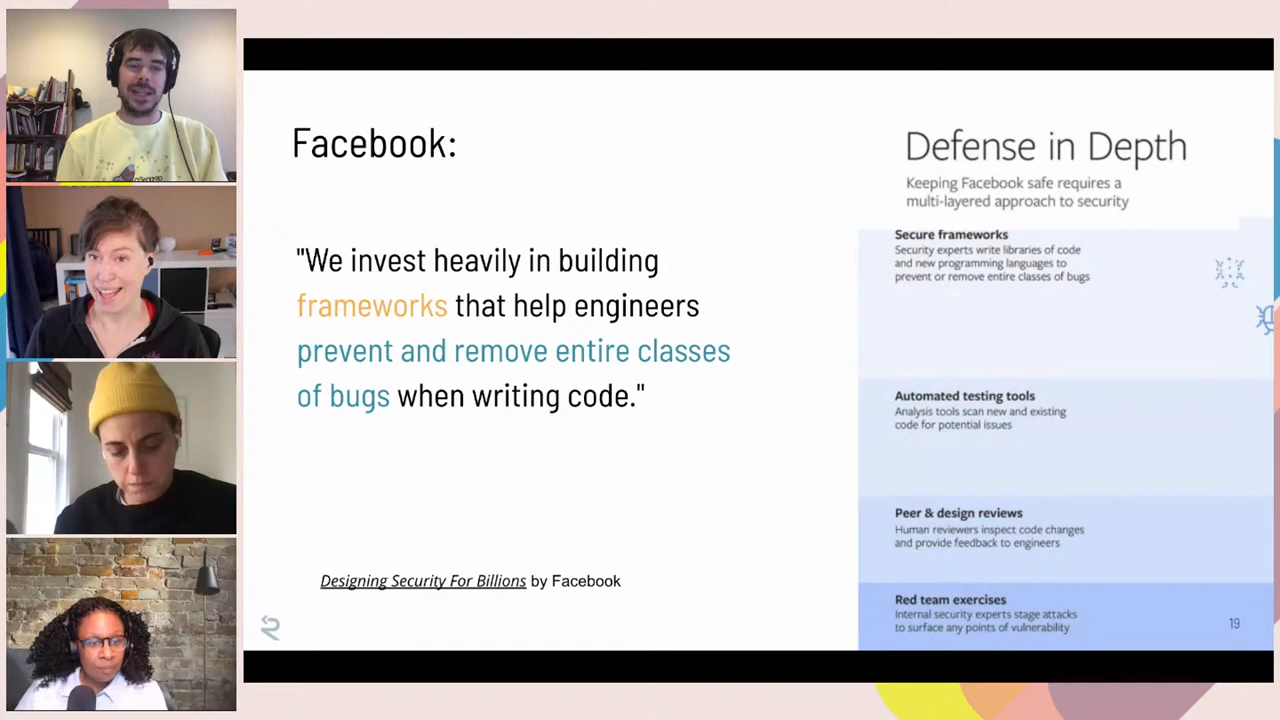 Facebook:
"We invest heavily in building
frameworks that help engineers
prevent and remove entire classes
of bugs when writing code."
Designing Security For Billions by Facebook
Defense in Depth
Keeping Facebook safe requires a
multi-layered approach to security
Secure frameworks
Security experts write libraries of code
and new programming languages to
prevent or remove entire classes of bugs
Automated testing tools
Analysis tools scan new and existing
code for potential issues
Peer & design reviews
Human reviewers inspect code changes
and provide feedback to engineers
Red team exercises
Internal security experts stage attacks
to surface any points of vulnerability
19